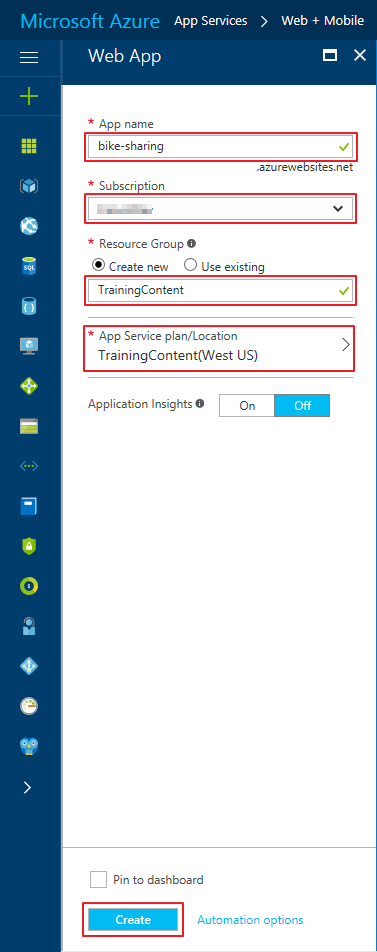 Microsoft Azure App Services > Web + Mobile
Web App
* App name
bike-sharing
.azurewebsites.net
* Subscription
* Resource Group
Create new Use existing
TrainingContent
* App Service plan/Location
TrainingContent(West US)
Application Insights On Off
Pin to dashboard
Create Automation options